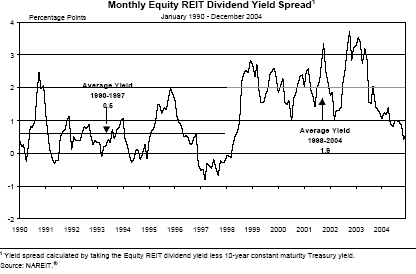 Monthly Equity REIT Dividend Yield Spread¹
Percentage Points
January 1990 - December 2004
4
3
2
1
0
-1
-2
Average Yield
1990-1997
0.6
Average Yield
1998-2004
1.9
1990 1991 1992 1993 1994 1995 1996 1997 1998 1999 2000 2001 2002 2003 2004
¹ Yield spread calculated by taking the Equity REIT dividend yield less 10-year constant maturity Treasury yield.
Source: NAREIT.®